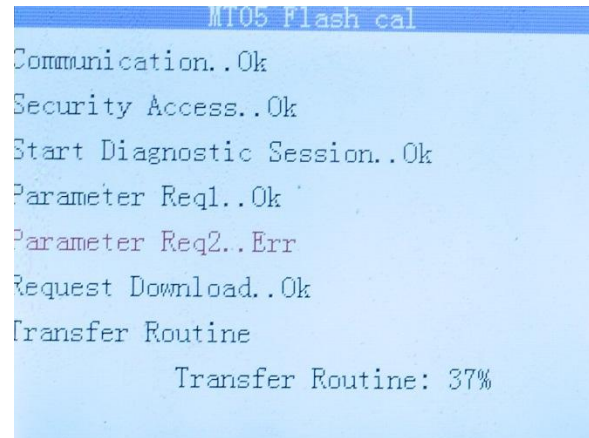 MT05 Flash cal
Communication..Ok
Security Access..Ok
Start Diagnostic Session..Ok
Parameter Req1..Ok
Parameter Req2..Err
Request Download..Ok
Transfer Routine
Transfer Routine: 37%